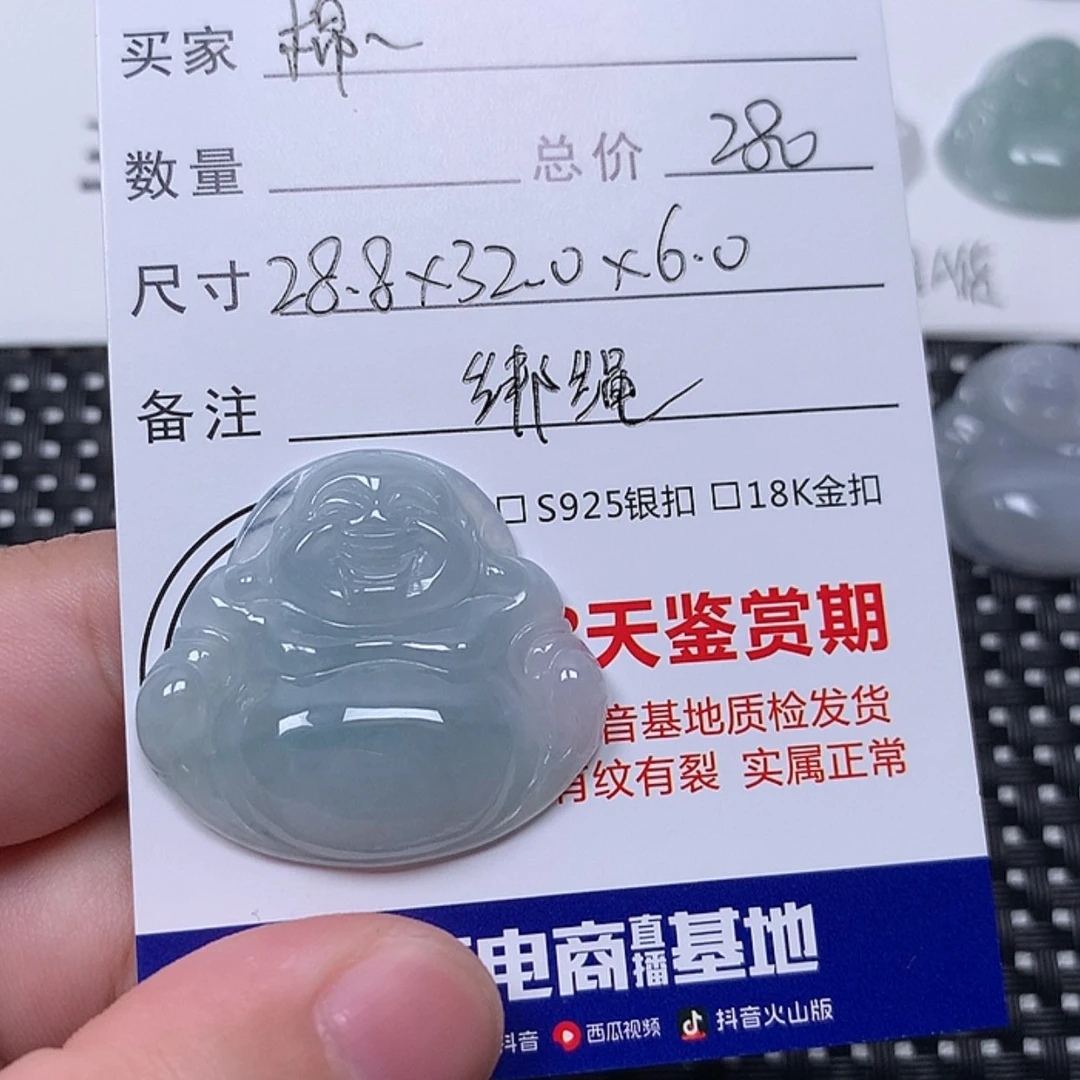 买家 棉~
数量 总价 280
尺寸 28.8×32.0×6.0
备注 绑绳
□ S925银扣 □ 18K金扣
天鉴赏期
音基地质检发货
有纹有裂 实属正常
电商直播基地
抖音 西瓜视频 抖音火山版